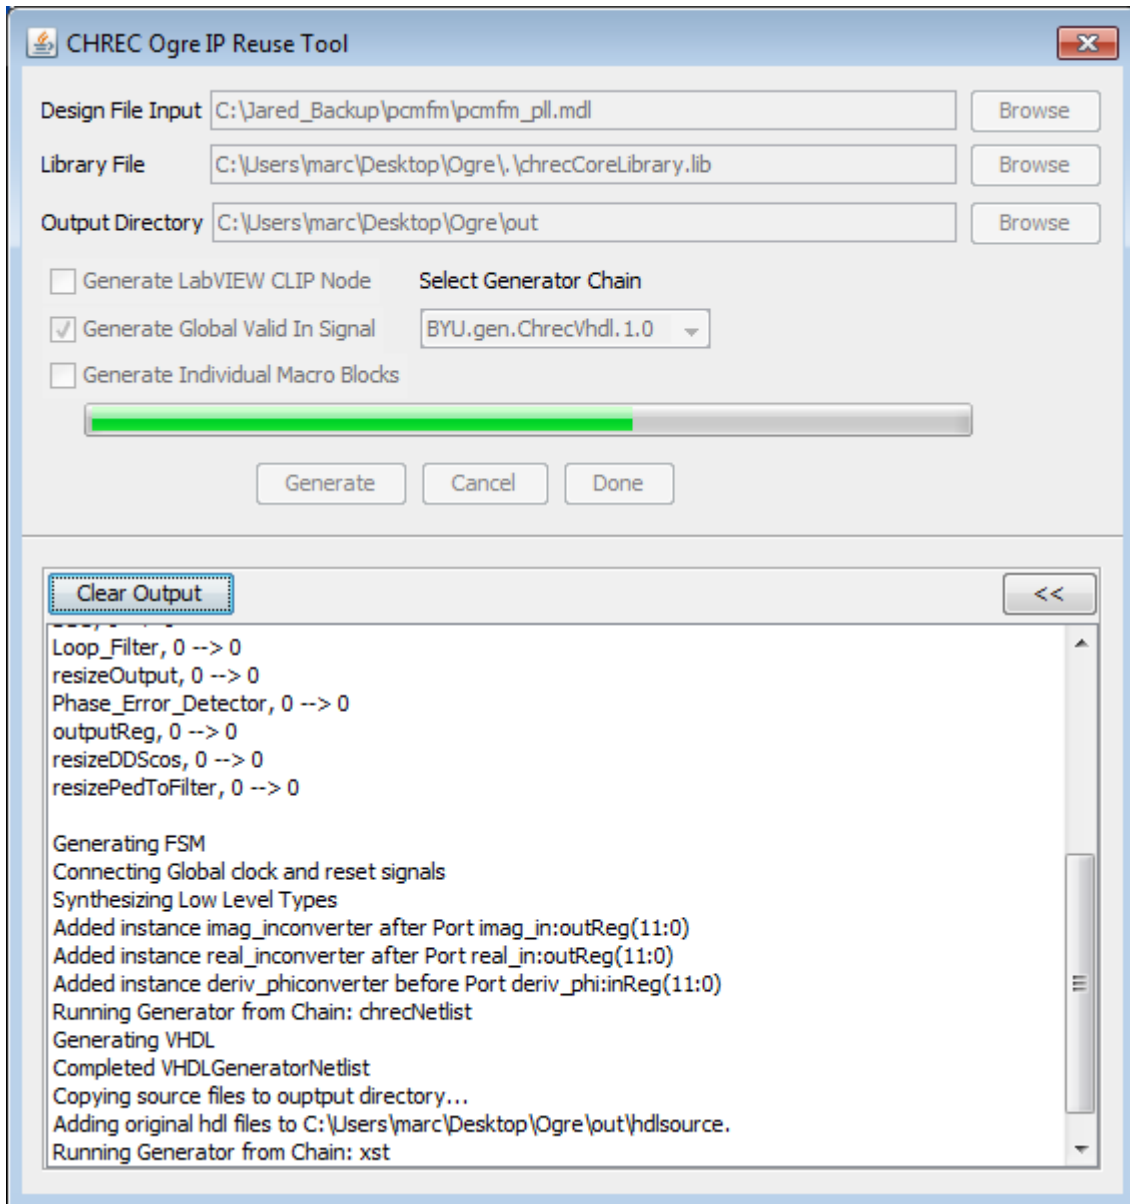 CHREC Ogre IP Reuse Tool
Design File Input C:\Jared_Backup\pcmfm\pcmfm_pll.mdl Browse
Library File C:\Users\marc\Desktop\Ogre\.\chrecCoreLibrary.lib Browse
Output Directory C:\Users\marc\Desktop\Ogre\out Browse
Generate LabVIEW CLIP Node Select Generator Chain
Generate Global Valid In Signal BYU.gen.ChrecVhdl.1.0
Generate Individual Macro Blocks
Generate Cancel Done
Clear Output <<
Loop_Filter, 0 --> 0
resizeOutput, 0 --> 0
Phase_Error_Detector, 0 --> 0
outputReg, 0 --> 0
resizeDDScos, 0 --> 0
resizePedToFilter, 0 --> 0
Generating FSM
Connecting Global clock and reset signals
Synthesizing Low Level Types
Added instance imag_inconverter after Port imag_in:outReg(11:0)
Added instance real_inconverter after Port real_in:outReg(11:0)
Added instance deriv_phiconverter before Port deriv_phi:inReg(11:0)
Running Generator from Chain: chrecNetlist
Generating VHDL
Completed VHDLGeneratorNetlist
Copying source files to ouptput directory...
Adding original hdl files to C:\Users\marc\Desktop\Ogre\out\hdlsource.
Running Generator from Chain: xst